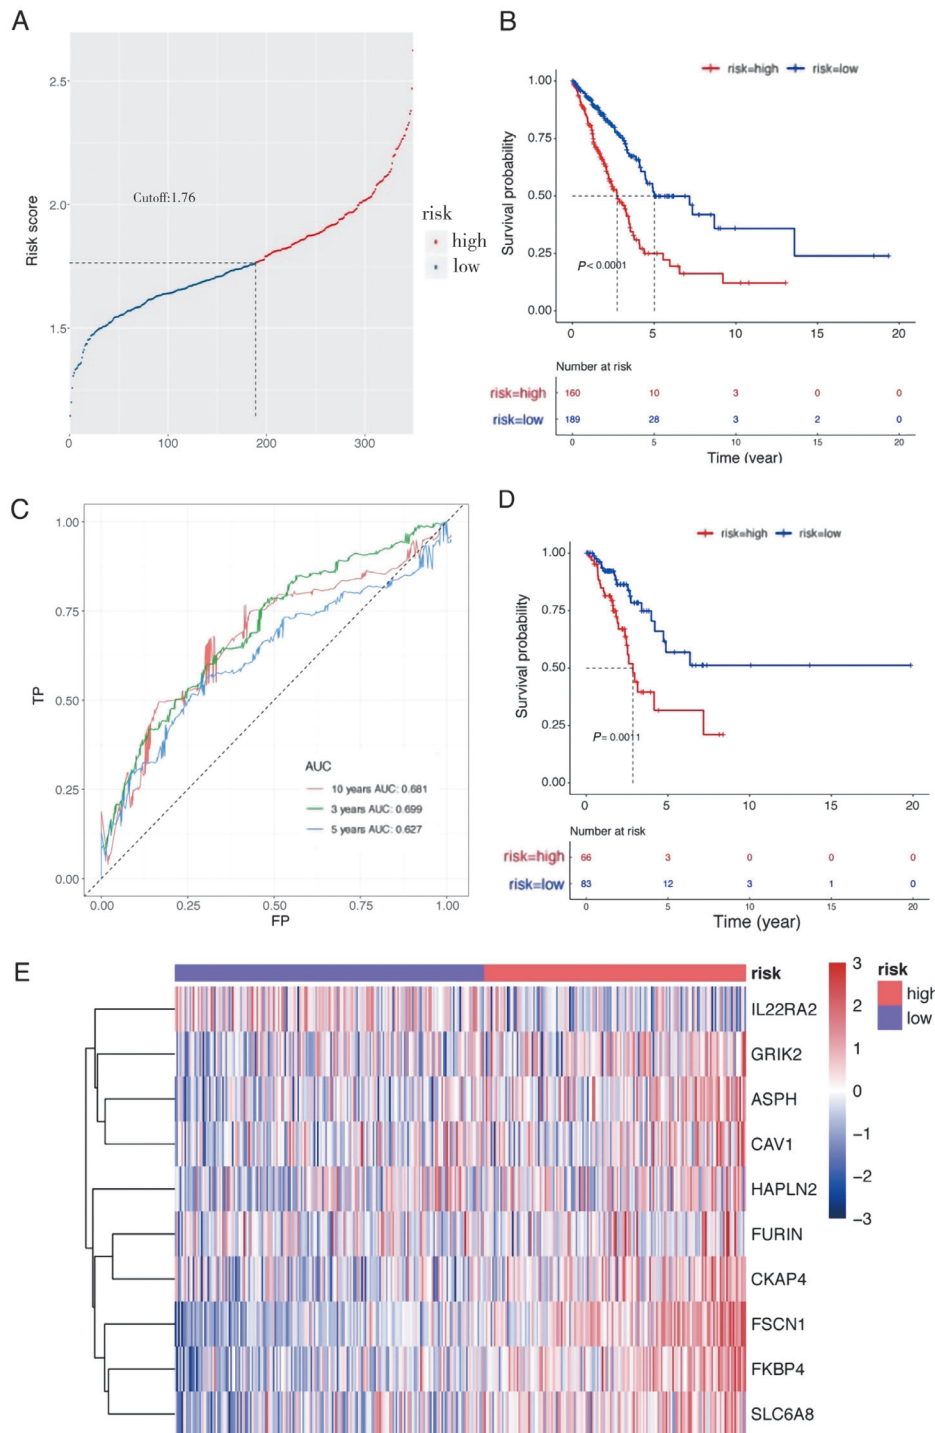 A
2.5
2.0
1.5
Risk score
Cutoff:1.76
risk
high
low
0
100
200
300
B
risk=high
risk=low
1.00
0.75
0.50
0.25
0.00
Survival probability
P< 0.0001
0
5
10
15
20
Number at risk
risk=high
160
10
3
0
0
risk=low
189
28
3
2
0
0
5
10
15
20
Time (year)
C
1.00
0.75
0.50
0.25
0.00
TP
AUC
10 years AUC: 0.681
3 years AUC: 0.699
5 years AUC: 0.627
0.00
0.25
0.50
0.75
1.00
FP
D
risk=high
risk=low
1.00
0.75
0.50
0.25
0.00
Survival probability
P= 0.0011
0
5
10
15
20
Number at risk
risk=high
66
3
0
0
0
risk=low
83
12
3
1
0
0
5
10
15
20
Time (year)
E
risk
IL22RA2
GRIK2
ASPH
CAV1
HAPLN2
FURIN
CKAP4
FSCN1
FKBP4
SLC6A8
3
2
1
0
−1
−2
−3
risk
high
low